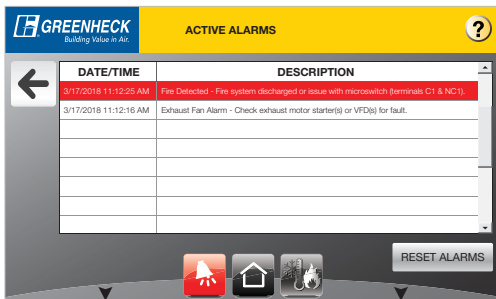 GREENHECK
Building Value in Air.
ACTIVE ALARMS
?
DATE/TIME DESCRIPTION
3/17/2018 11:12:25 AM Fire Detected - Fire system discharged or issue with microswitch (terminals C1 & NC1).
3/17/2018 11:12:16 AM Exhaust Fan Alarm - Check exhaust motor starter(s) or VFD(s) for fault.
RESET ALARMS